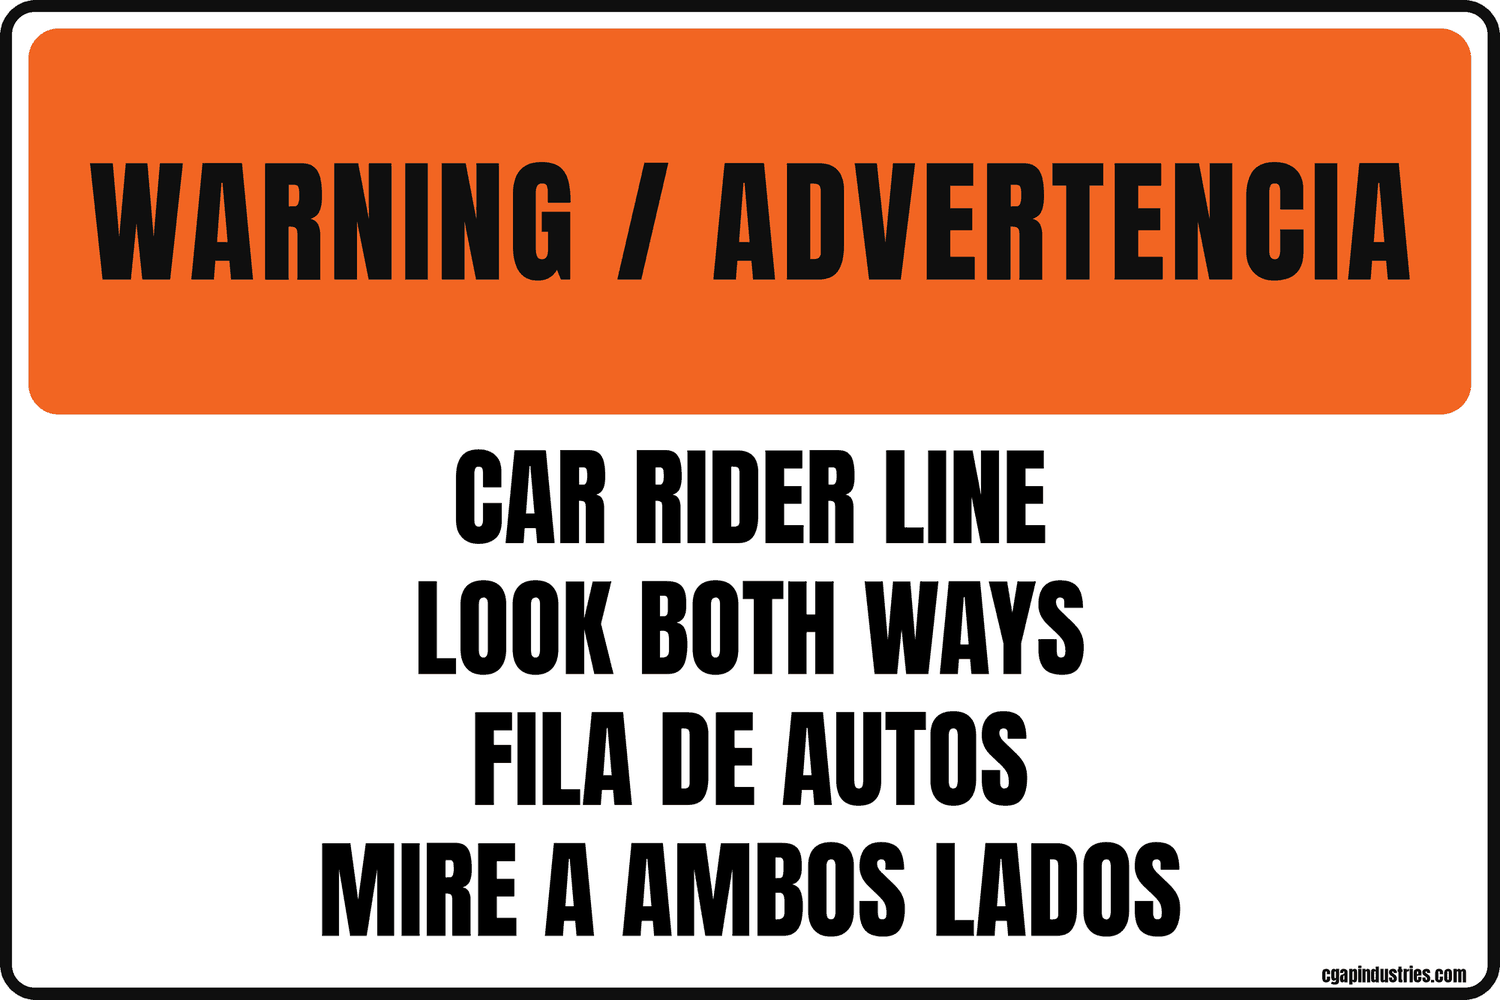 WARNING / ADVERTENCIA
CAR RIDER LINE
LOOK BOTH WAYS
FILA DE AUTOS
MIRE A AMBOS LADOS
cgapindustries.com